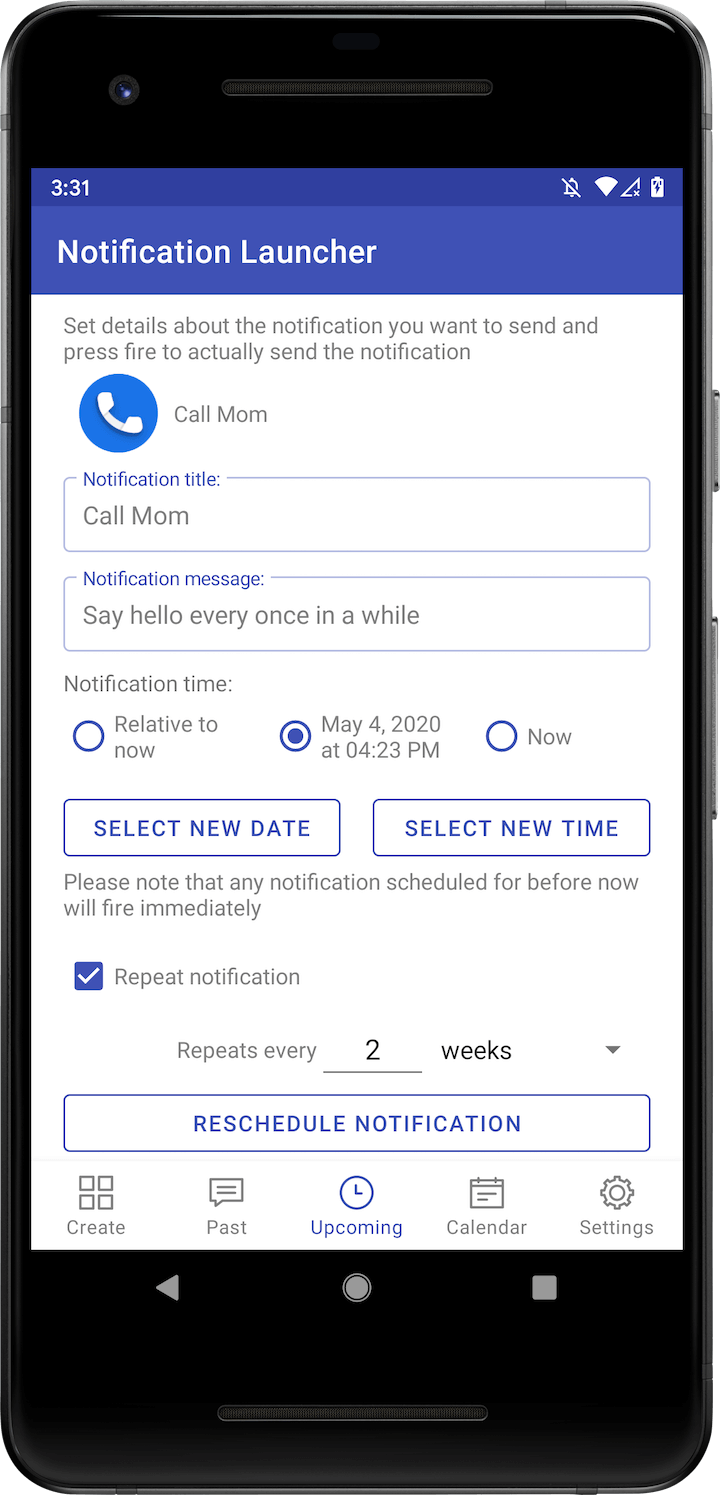 3:31
Notification Launcher
Set details about the notification you want to send and
press fire to actually send the notification
Call Mom
Notification title:
Call Mom
Notification message:
Say hello every once in a while
Notification time:
Relative to
now
May 4, 2020
at 04:23 PM
Now
SELECT NEW DATE
SELECT NEW TIME
Please note that any notification scheduled for before now
will fire immediately
Repeat notification
Repeats every 2 weeks
RESCHEDULE NOTIFICATION
Create Past Upcoming Calendar Settings